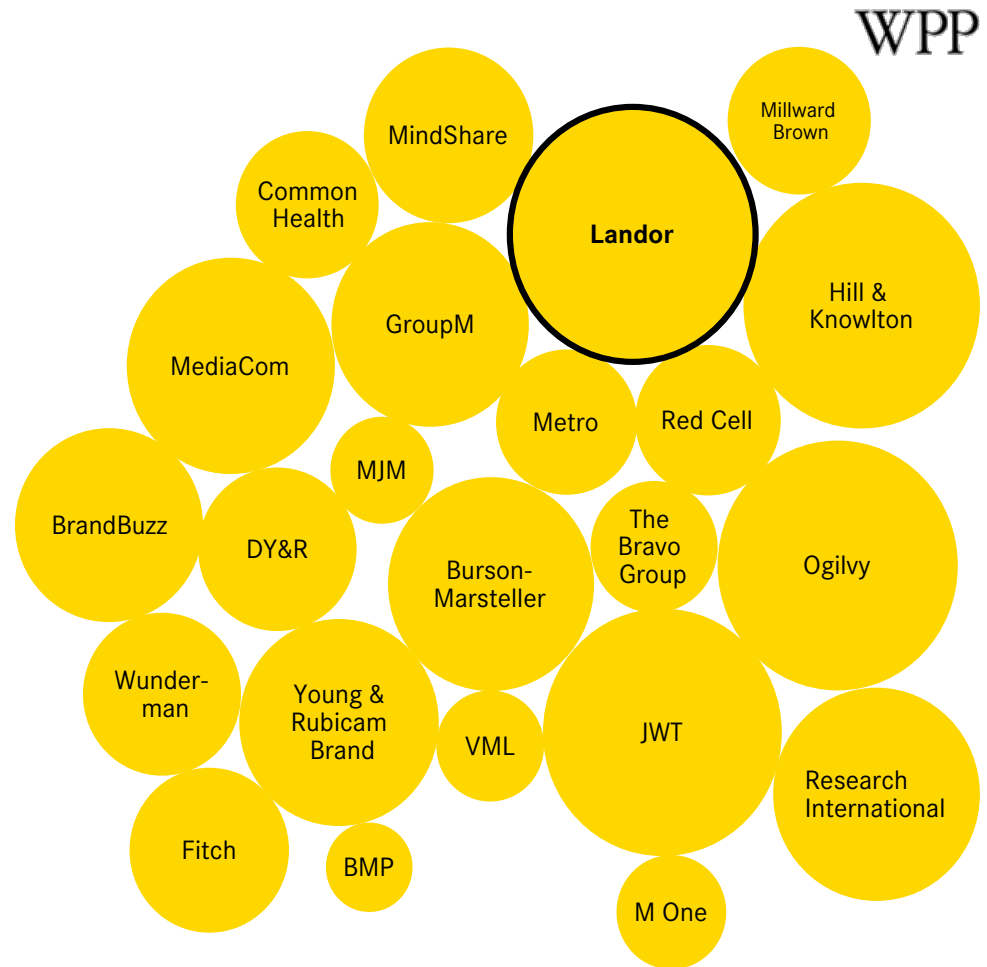 WPP
Millward
Brown
MindShare
Common
Health
Landor
Hill &
Knowlton
GroupM
MediaCom
Metro
Red Cell
MJM
BrandBuzz
DY&R
The
Bravo
Group
Burson-
Marsteller
Ogilvy
Wunder-
man
Young &
Rubicam
Brand
VML
JWT
Research
International
Fitch
BMP
M One